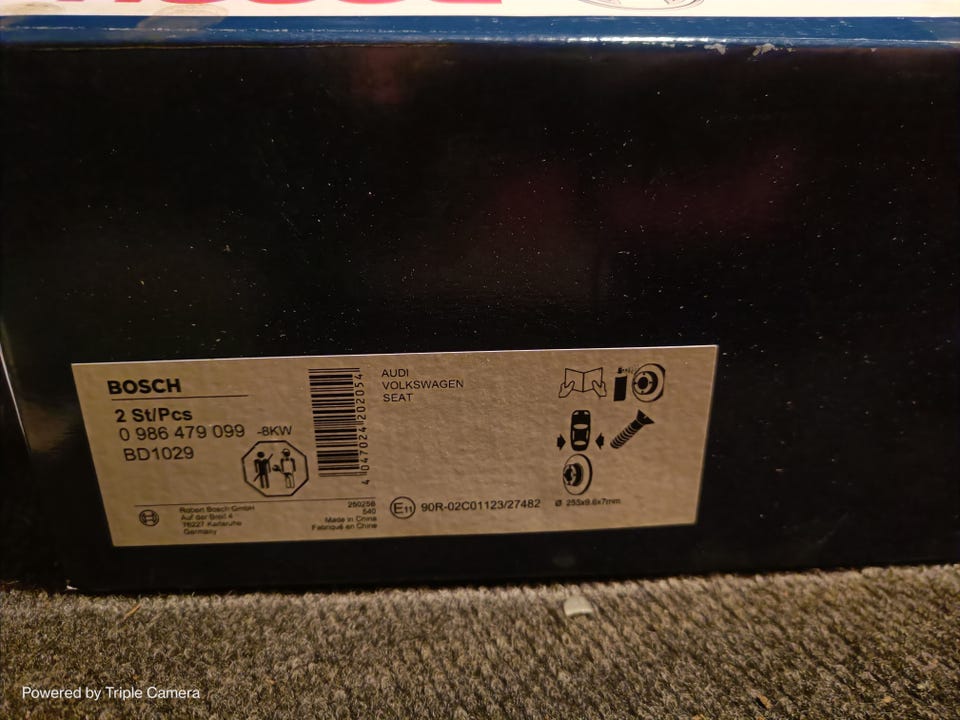 BOSCH
2 St/Pcs
0 986 479 099 -8KW
BD1029
4 047024 202054
AUDI
VOLKSWAGEN
SEAT
Robert Bosch GmbH
Auf der Breit 4
76227 Karlsruhe
Germany
540
Made in China
Fabriqué en Chine
E11 90R-02C01123/27482
Ø 255x9.6x7mm
Powered by Triple Camera